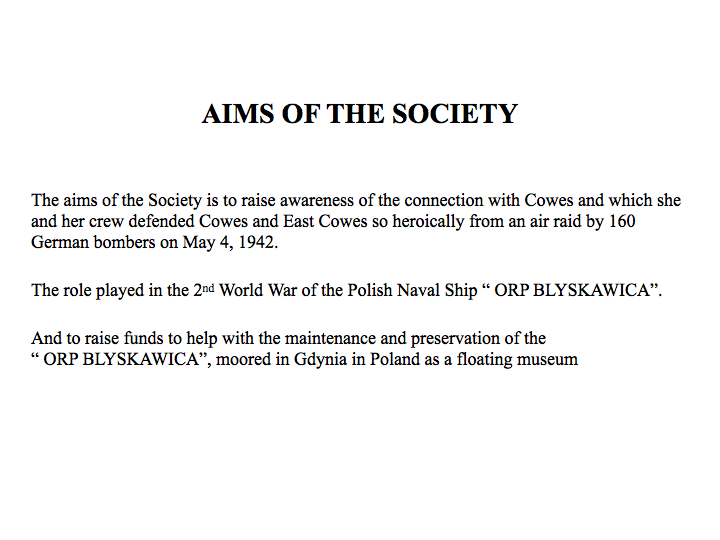 AIMS OF THE SOCIETY
The aims of the Society is to raise awareness of the connection with Cowes and which she
and her crew defended Cowes and East Cowes so heroically from an air raid by 160
German bombers on May 4, 1942.
The role played in the 2nd World War of the Polish Naval Ship “ ORP BLYSKAWICA”.
And to raise funds to help with the maintenance and preservation of the
“ ORP BLYSKAWICA”, moored in Gdynia in Poland as a floating museum